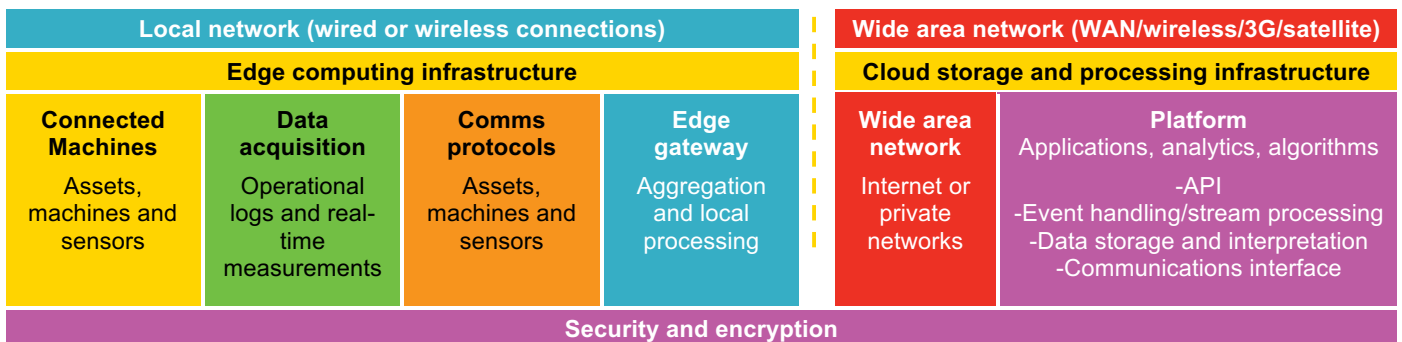 Local network (wired or wireless connections)
Wide area network (WAN/wireless/3G/satellite)
Edge computing infrastructure
Cloud storage and processing infrastructure
Connected
Machines
Assets,
machines and
sensors
Data
acquisition
Operational
logs and real-
time
measurements
Comms
protocols
Assets,
machines and
sensors
Edge
gateway
Aggregation
and local
processing
Wide area
network
Internet or
private
networks
Platform
Applications, analytics, algorithms
-API
-Event handling/stream processing
-Data storage and interpretation
-Communications interface
Security and encryption